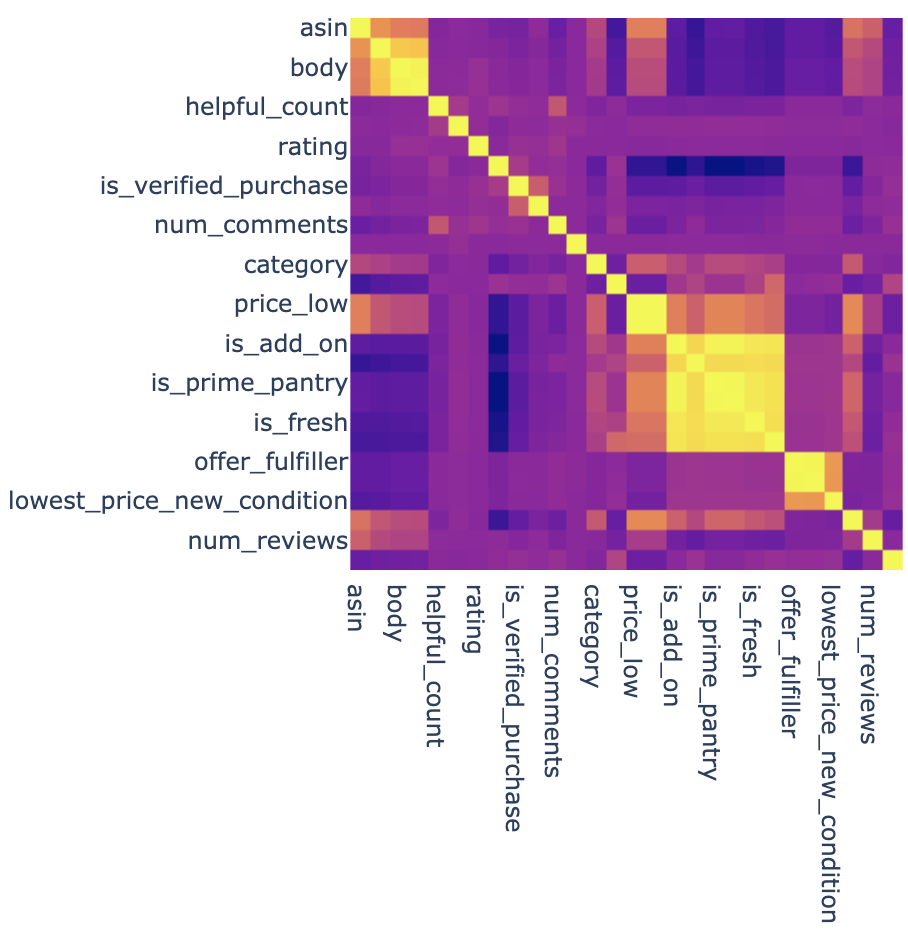 asin
body
helpful_count
rating
is_verified_purchase
num_comments
category
price_low
is_add_on
is_prime_pantry
is_fresh
offer_fulfiller
lowest_price_new_condition
num_reviews
asin
body
helpful_count
rating
is_verified_purchase
num_comments
category
price_low
is_add_on
is_prime_pantry
is_fresh
offer_fulfiller
lowest_price_new_condition
num_reviews